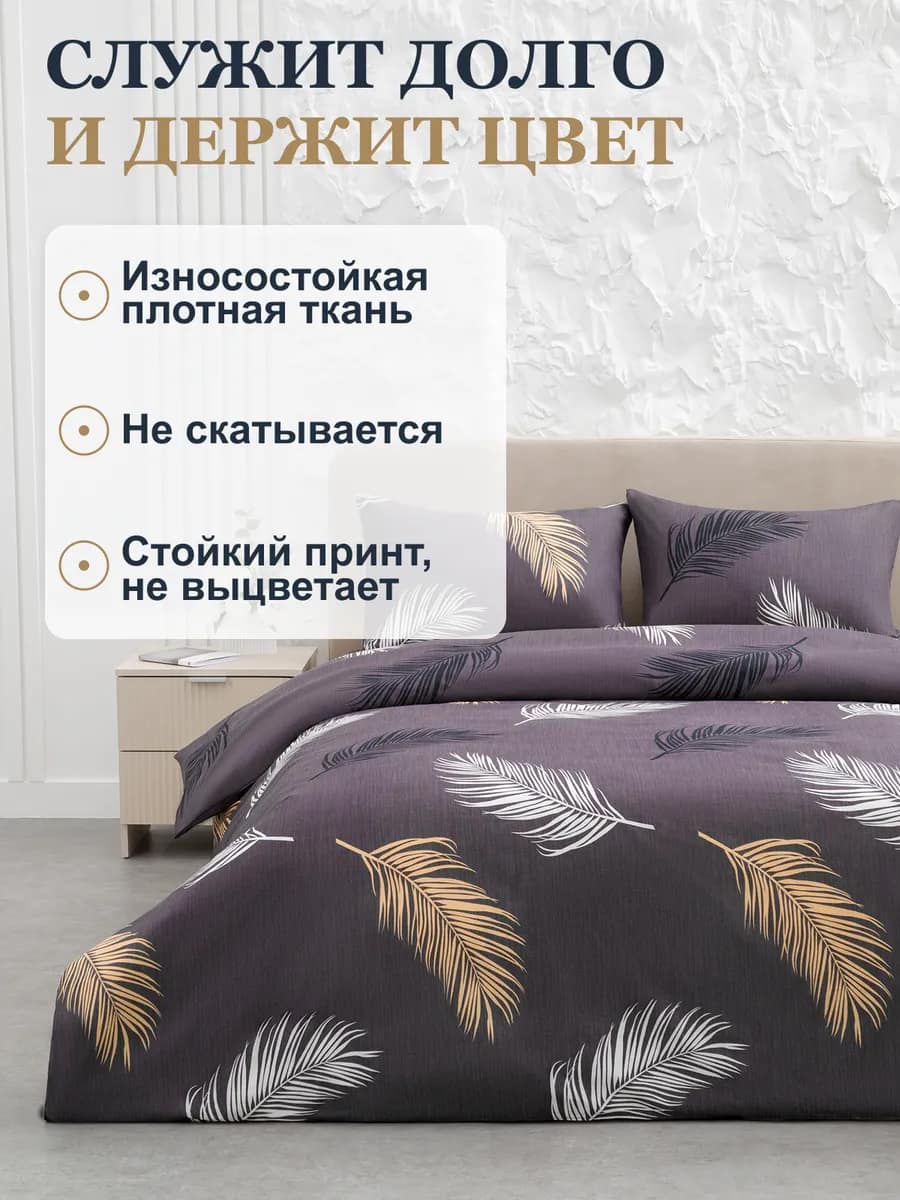 СЛУЖИТ ДОЛГО
И ДЕРЖИТ ЦВЕТ
Износостойкая
плотная ткань
Не скатывается
Стойкий принт,
не выцветает